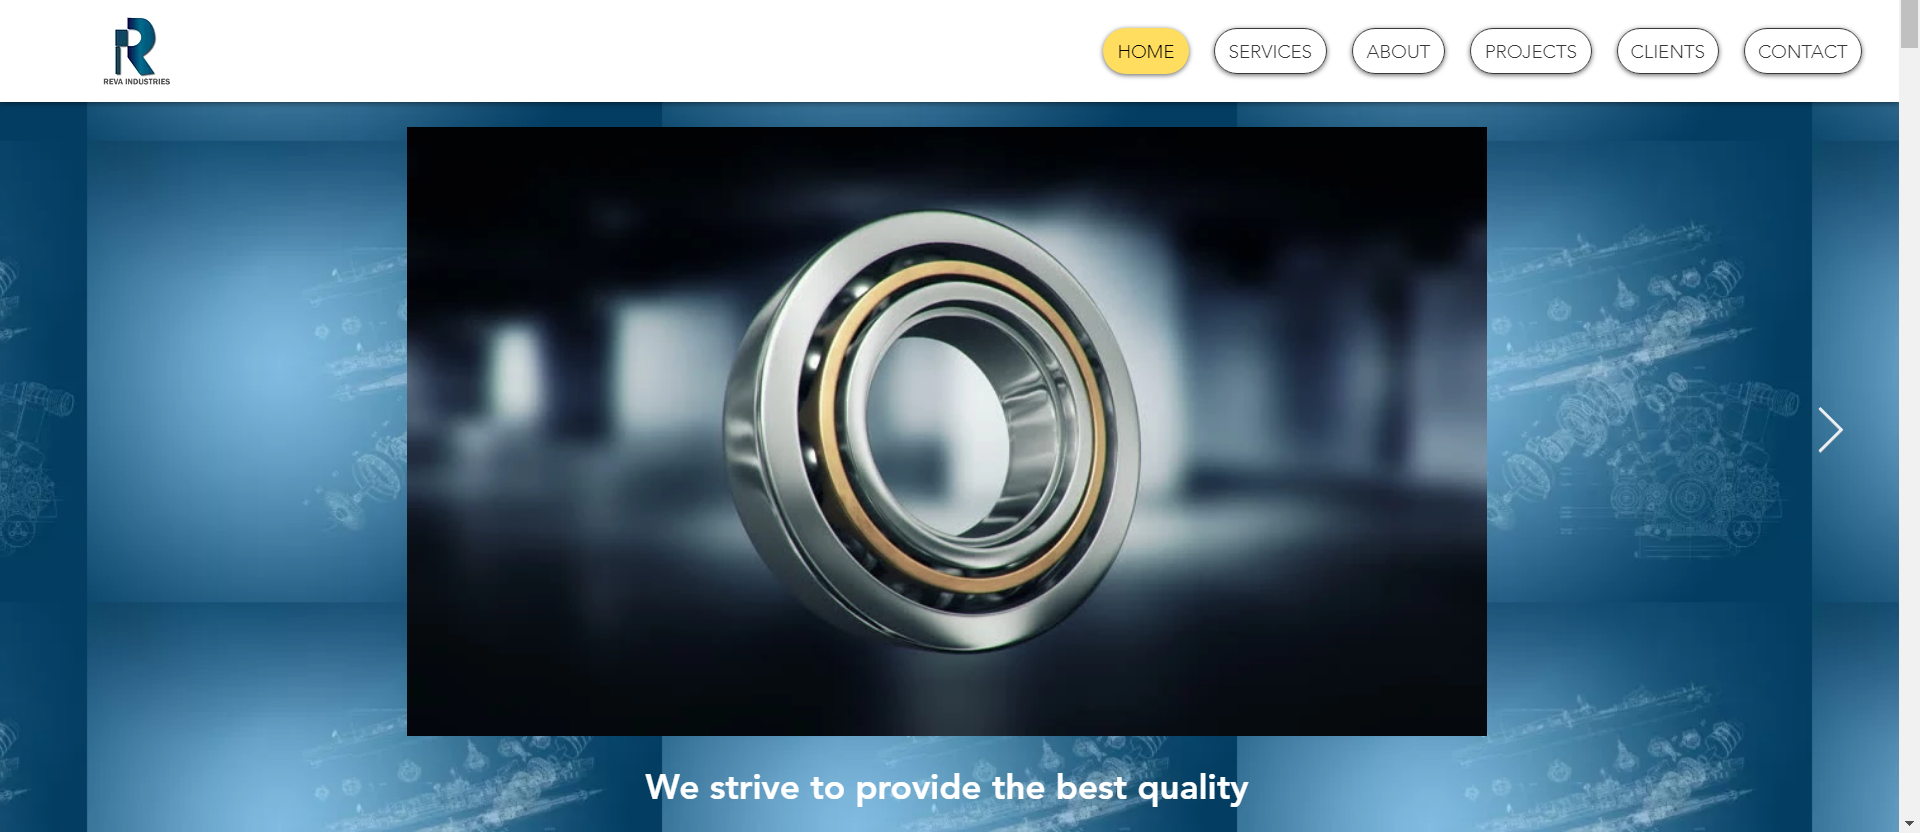 REVA INDUSTRIES
HOME SERVICES ABOUT PROJECTS CLIENTS CONTACT
We strive to provide the best quality